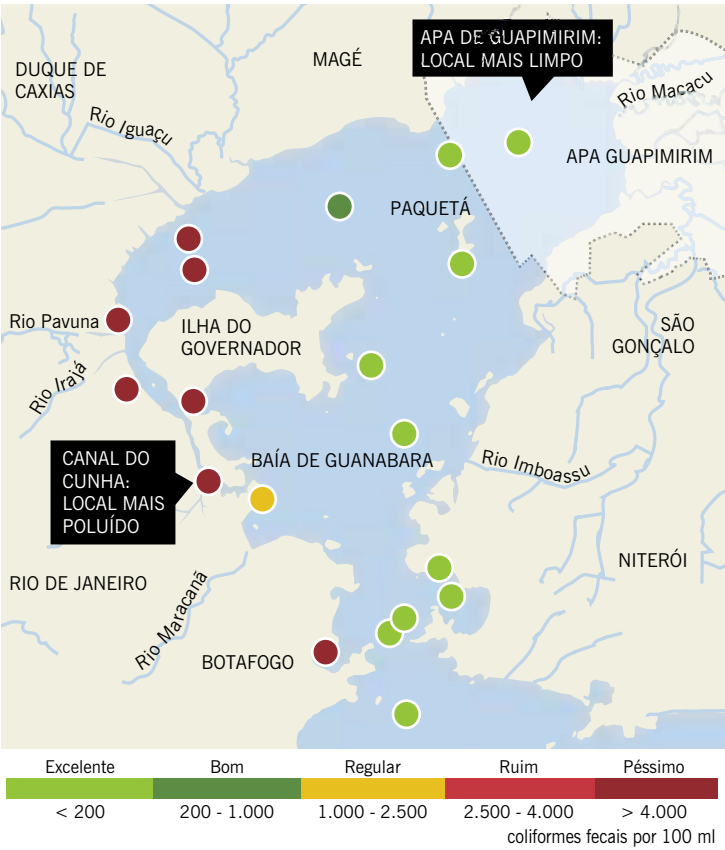 APA DE GUAPIMIRIM:
LOCAL MAIS LIMPO
MAGÉ
DUQUE DE
CAXIAS
Rio Macacu
Rio Iguaçu
APA GUAPIMIRIM
PAQUETÁ
Rio Pavuna
ILHA DO
GOVERNADOR
SÃO
GONÇALO
Rio Irajá
CANAL DO
CUNHA:
LOCAL MAIS
POLUÍDO
BAÍA DE GUANABARA
Rio Imboassu
NITERÓI
RIO DE JANEIRO
Rio Maracanã
BOTAFOGO
Excelente Bom Regular Ruim Péssimo
< 200 200 - 1.000 1.000 - 2.500 2.500 - 4.000 > 4.000
coliformes fecais por 100 ml